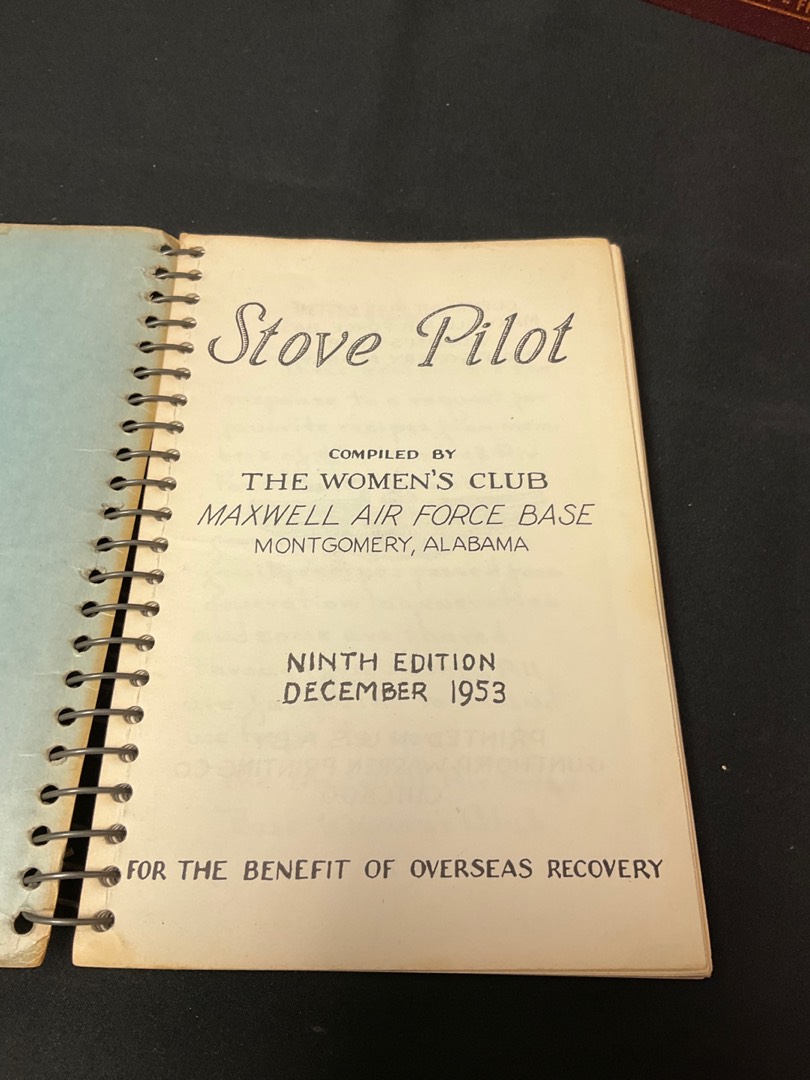 Stove Pilot
COMPILED BY
THE WOMEN'S CLUB
MAXWELL AIR FORCE BASE
MONTGOMERY, ALABAMA
NINTH EDITION
DECEMBER 1953
FOR THE BENEFIT OF OVERSEAS RECOVERY